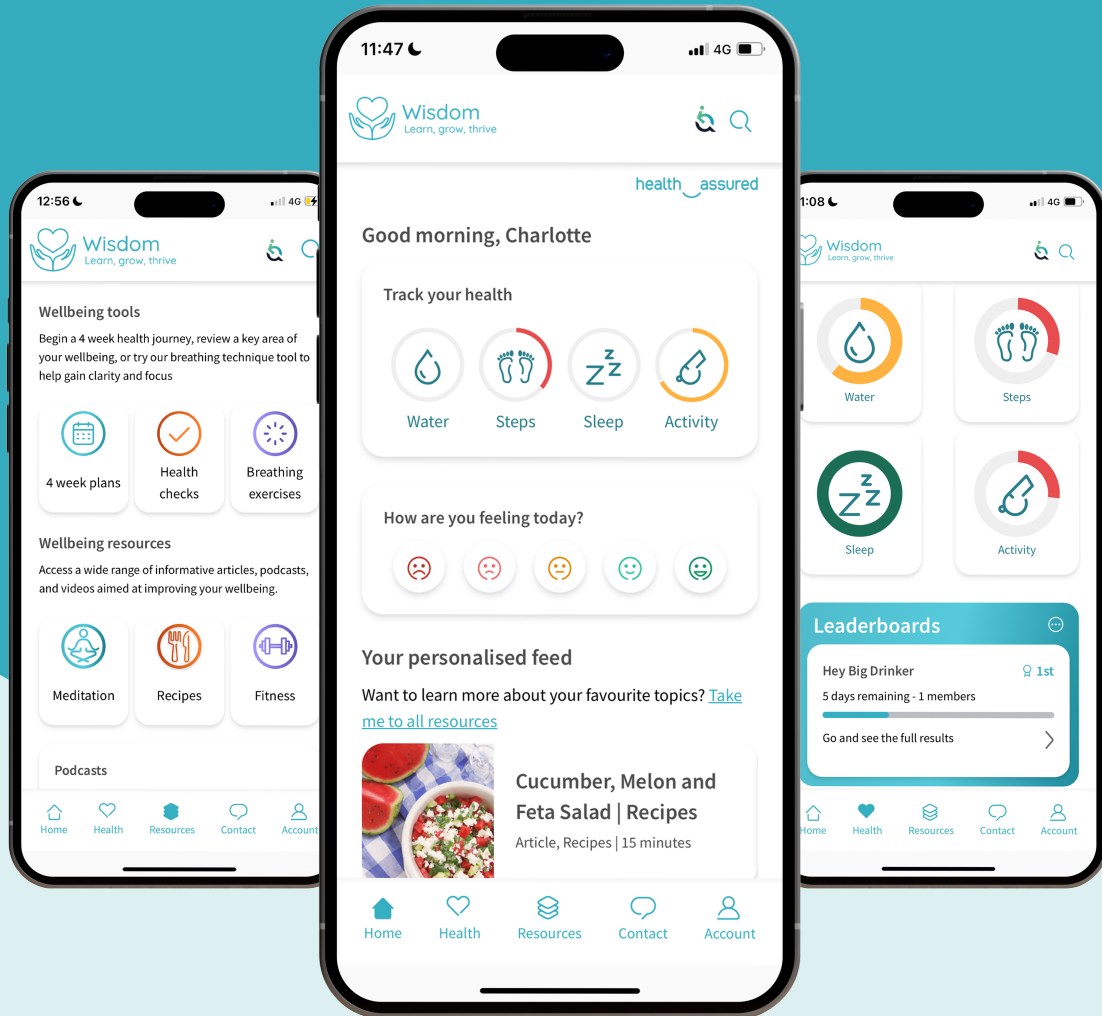 12:56
4G
Wisdom
Learn, grow, thrive
Wellbeing tools
Begin a 4 week health journey, review a key area of
your wellbeing, or try our breathing technique tool to
help gain clarity and focus
4 week plans
Health
checks
Breathing
exercises
Wellbeing resources
Access a wide range of informative articles, podcasts,
and videos aimed at improving your wellbeing.
Meditation
Recipes
Fitness
Podcasts
Home
Health
Resources
Contact
Account
11:47
4G
Wisdom
Learn, grow, thrive
health assured
Good morning, Charlotte
Track your health
Water
Steps
z z z
Sleep
Activity
How are you feeling today?
Your personalised feed
Want to learn more about your favourite topics? Take
me to all resources
Cucumber, Melon and
Feta Salad | Recipes
Article, Recipes | 15 minutes
Home
Health
Resources
Contact
Account
1:08
4G
Wisdom
Learn, grow, thrive
Water
Steps
z z z
Sleep
Activity
Leaderboards
Hey Big Drinker
1st
5 days remaining - 1 members
Go and see the full results
Home
Health
Resources
Contact
Account